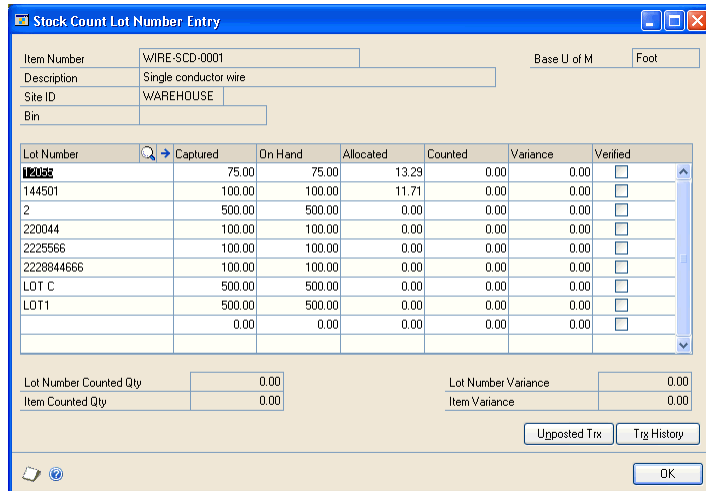 Stock Count Lot Number Entry
Item Number WIRE-SCD-0001 Base U of M Foot
Description Single conductor wire
Site ID WAREHOUSE
Bin
Lot Number Captured On Hand Allocated Counted Variance Verified
12055 75.00 75.00 13.29 0.00 0.00
144501 100.00 100.00 11.71 0.00 0.00
2 500.00 500.00 0.00 0.00 0.00
220044 100.00 100.00 0.00 0.00 0.00
2225566 100.00 100.00 0.00 0.00 0.00
2228844666 100.00 100.00 0.00 0.00 0.00
LOT C 500.00 500.00 0.00 0.00 0.00
LOT1 500.00 500.00 0.00 0.00 0.00
0.00 0.00 0.00 0.00 0.00
Lot Number Counted Qty 0.00 Lot Number Variance 0.00
Item Counted Qty 0.00 Item Variance 0.00
Unposted Trx Trx History
OK